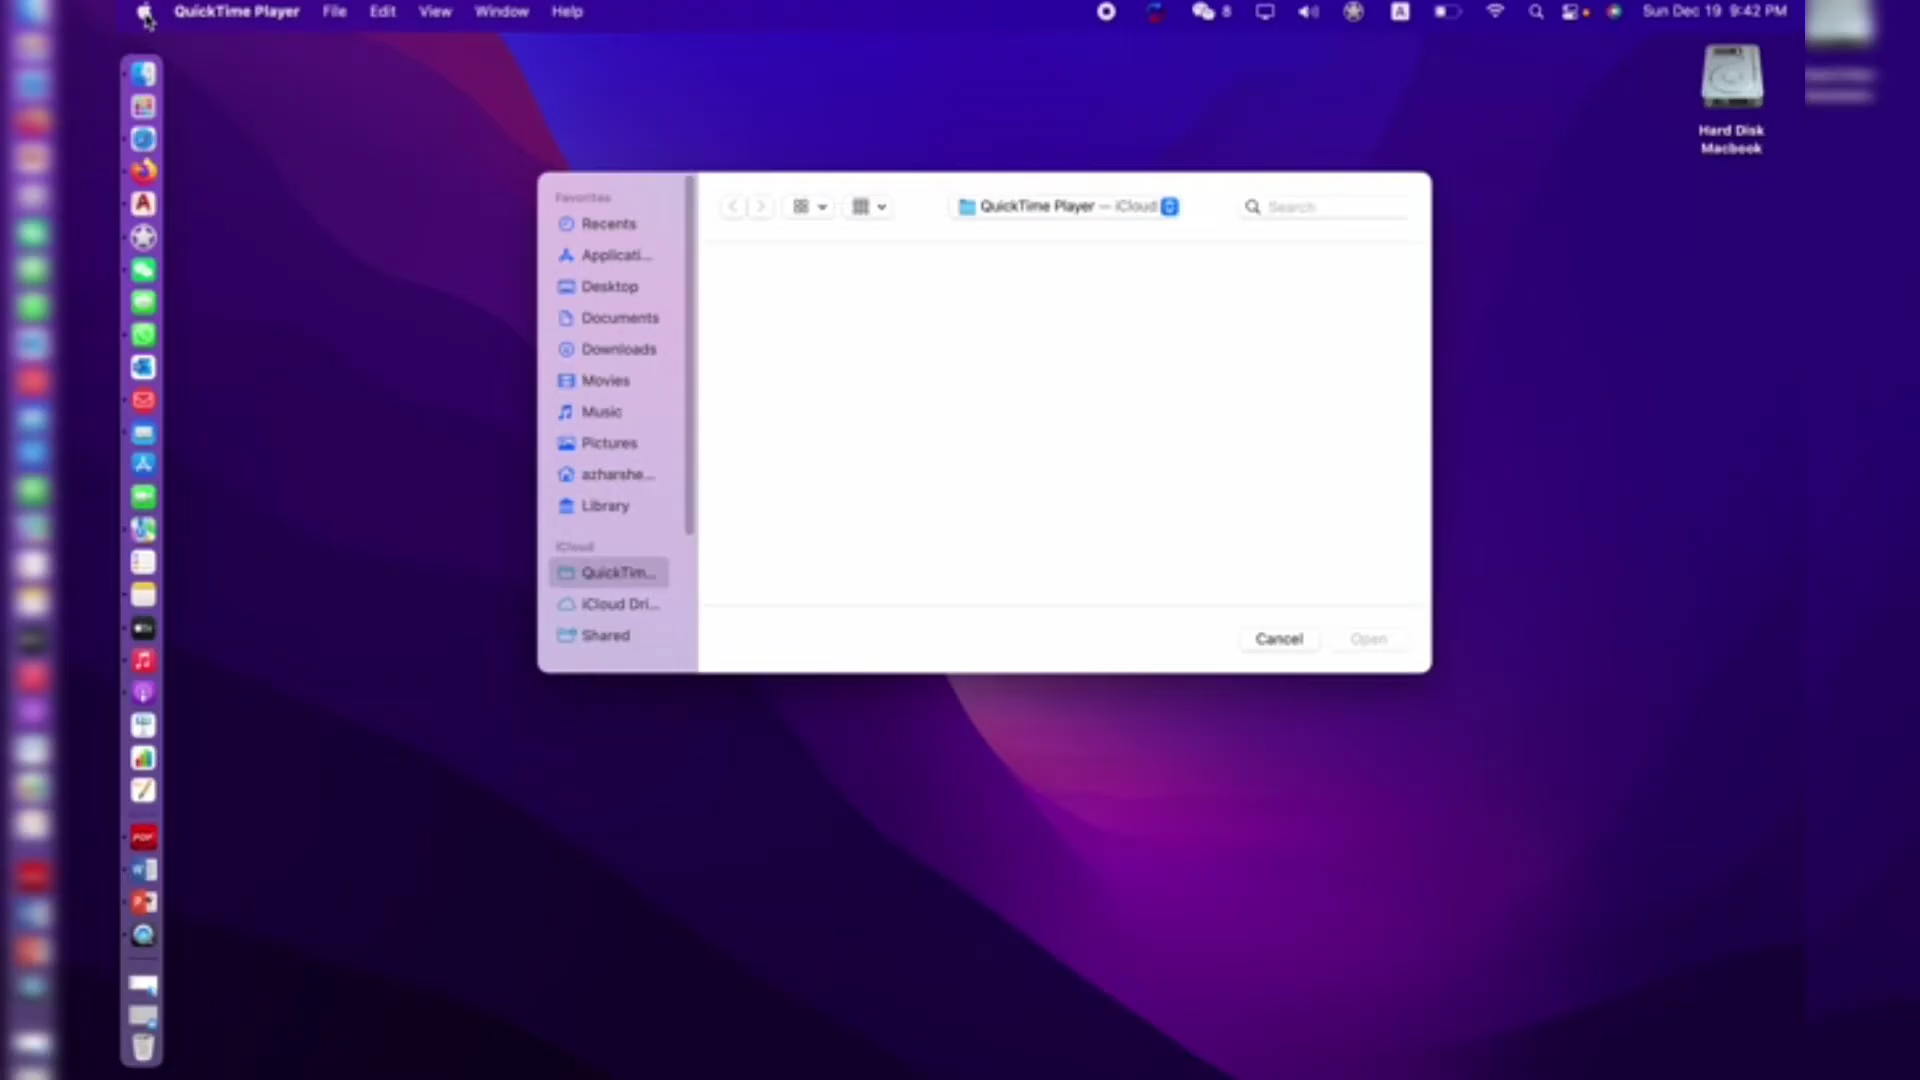 QuickTime Player File Edit View Window Help 8 A Sun Dec 19 9:42 PM
Hard Disk
Macbook
Favorites
Recents
Applicati...
Desktop
Documents
Downloads
Movies
Music
Pictures
azharshe...
Library
iCloud
QuickTim...
iCloud Dri...
Shared
QuickTime Player — iCloud
Search
Cancel Open
PDF